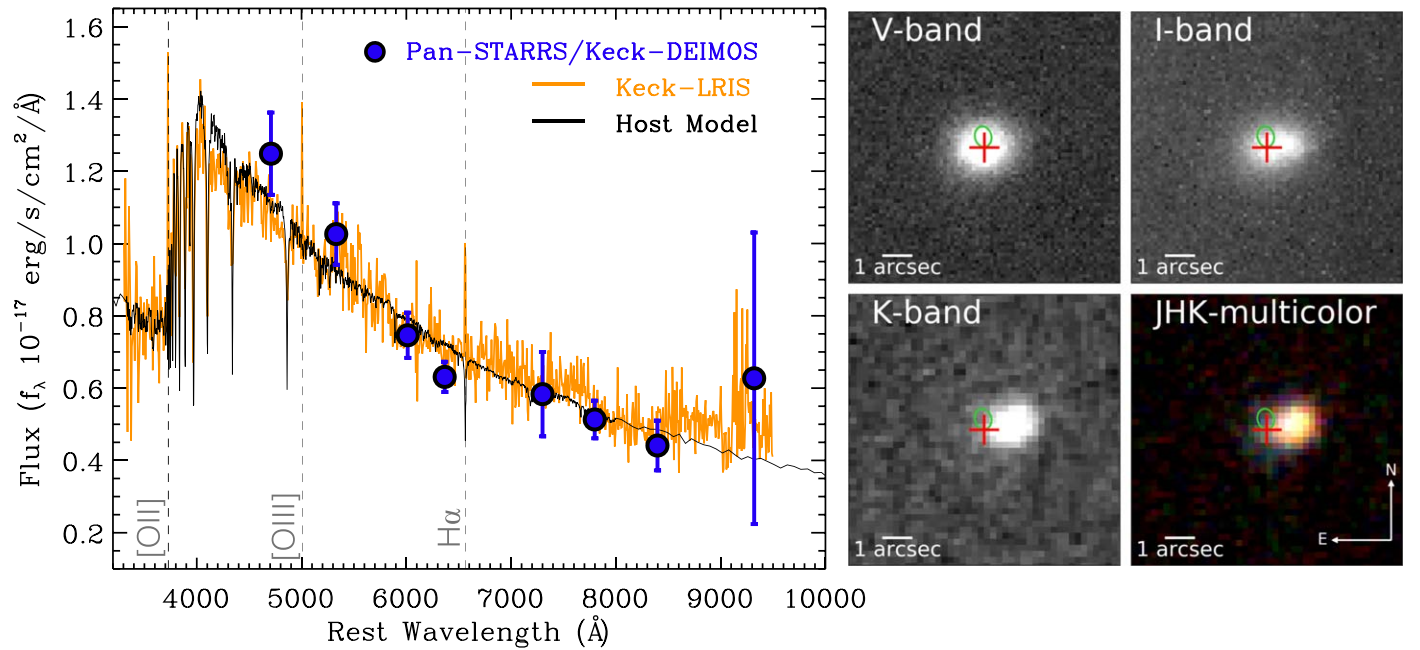 Flux (fλ 10⁻¹⁷ erg/s/cm²/Å)
1.6
1.4
1.2
1.0
0.8
0.6
0.4
0.2
Pan−STARRS/Keck−DEIMOS
Keck−LRIS
Host Model
[OII]
[OIII]
Hα
4000 5000 6000 7000 8000 9000 10000
Rest Wavelength (Å)
V-band
1 arcsec
I-band
1 arcsec
K-band
1 arcsec
JHK-multicolor
1 arcsec
N
E